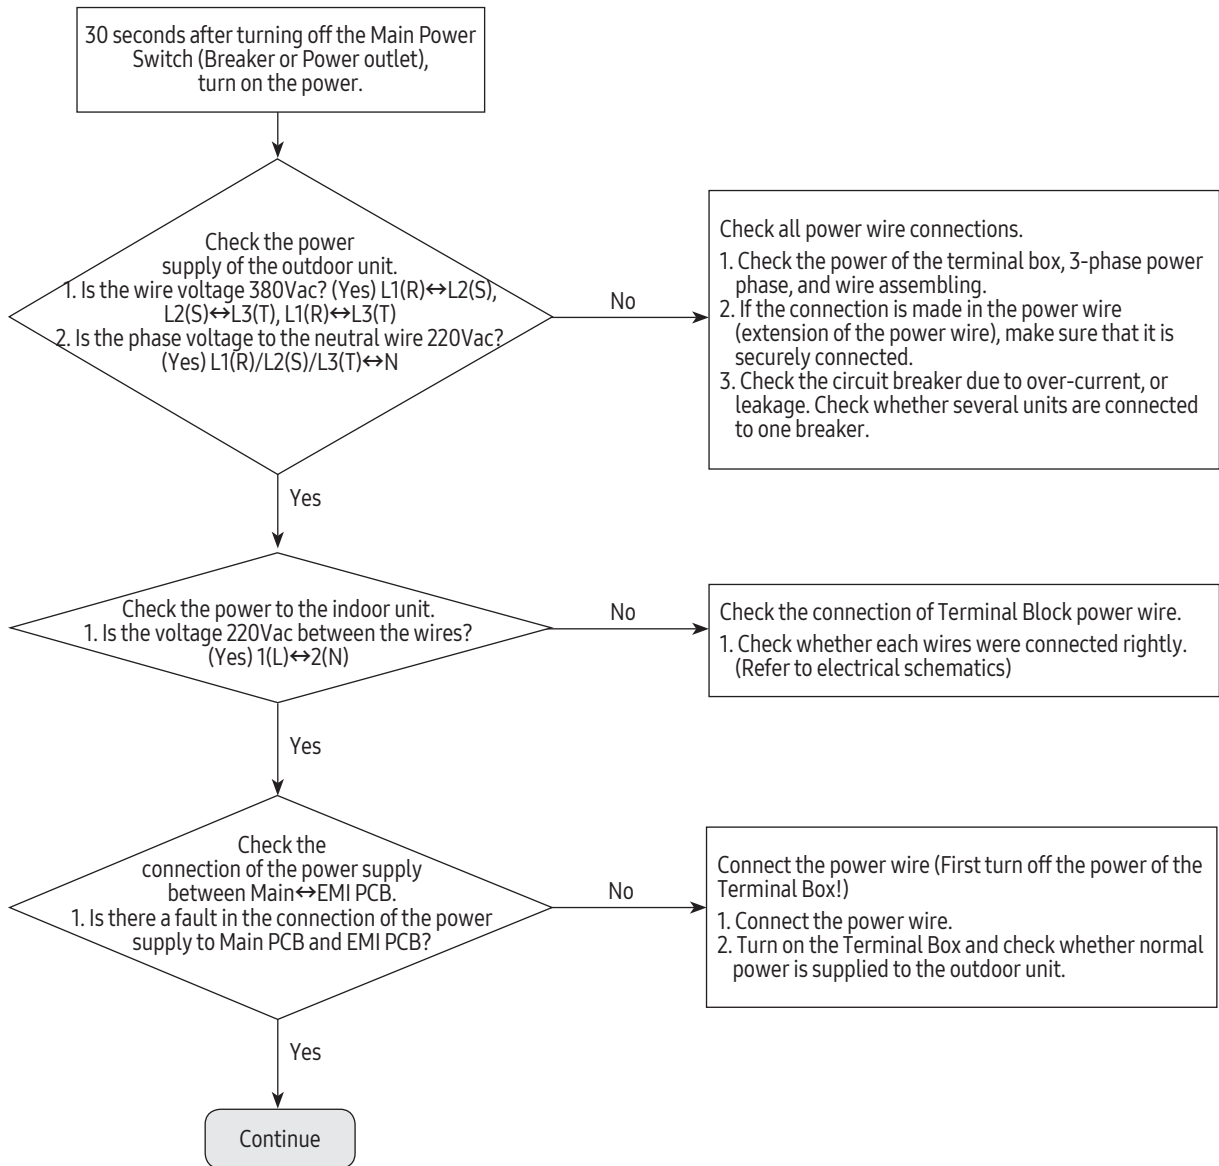 30 seconds after turning off the Main Power
Switch (Breaker or Power outlet),
turn on the power.
Check the power
supply of the outdoor unit.
1. Is the wire voltage 380Vac? (Yes) L1(R)↔L2(S),
L2(S)↔L3(T), L1(R)↔L3(T)
2. Is the phase voltage to the neutral wire 220Vac?
(Yes) L1(R)/L2(S)/L3(T)↔N
No
Check all power wire connections.
1. Check the power of the terminal box, 3-phase power
phase, and wire assembling.
2. If the connection is made in the power wire
(extension of the power wire), make sure that it is
securely connected.
3. Check the circuit breaker due to over-current, or
leakage. Check whether several units are connected
to one breaker.
Yes
Check the power to the indoor unit.
1. Is the voltage 220Vac between the wires?
(Yes) 1(L)↔2(N)
No
Check the connection of Terminal Block power wire.
1. Check whether each wires were connected rightly.
(Refer to electrical schematics)
Yes
Check the
connection of the power supply
between Main↔EMI PCB.
1. Is there a fault in the connection of the power
supply to Main PCB and EMI PCB?
No
Connect the power wire (First turn off the power of the
Terminal Box!)
1. Connect the power wire.
2. Turn on the Terminal Box and check whether normal
power is supplied to the outdoor unit.
Yes
Continue